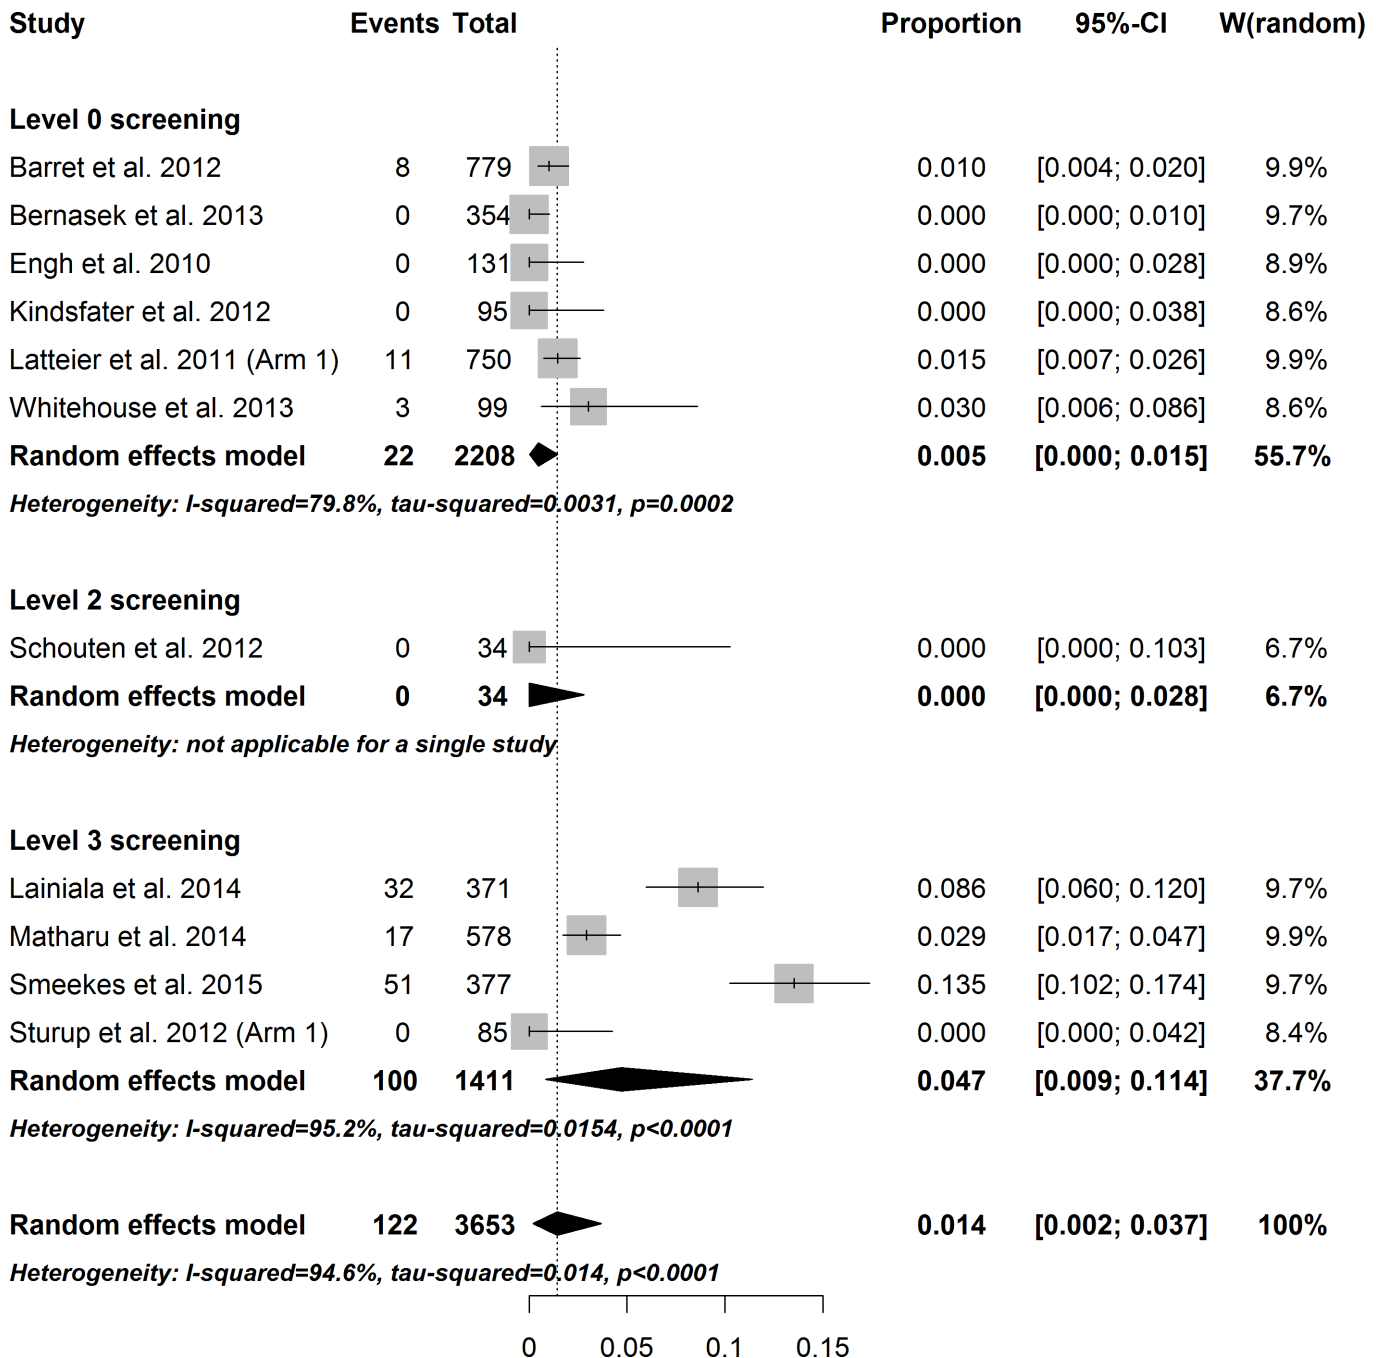 Study Events Total Proportion 95%-CI W(random)
Level 0 screening
Barret et al. 2012 8 779 0.010 [0.004; 0.020] 9.9%
Bernasek et al. 2013 0 354 0.000 [0.000; 0.010] 9.7%
Engh et al. 2010 0 131 0.000 [0.000; 0.028] 8.9%
Kindsfater et al. 2012 0 95 0.000 [0.000; 0.038] 8.6%
Latteier et al. 2011 (Arm 1) 11 750 0.015 [0.007; 0.026] 9.9%
Whitehouse et al. 2013 3 99 0.030 [0.006; 0.086] 8.6%
Random effects model 22 2208 0.005 [0.000; 0.015] 55.7%
Heterogeneity: I-squared=79.8%, tau-squared=0.0031, p=0.0002
Level 2 screening
Schouten et al. 2012 0 34 0.000 [0.000; 0.103] 6.7%
Random effects model 0 34 0.000 [0.000; 0.028] 6.7%
Heterogeneity: not applicable for a single study
Level 3 screening
Lainiala et al. 2014 32 371 0.086 [0.060; 0.120] 9.7%
Matharu et al. 2014 17 578 0.029 [0.017; 0.047] 9.9%
Smeekes et al. 2015 51 377 0.135 [0.102; 0.174] 9.7%
Sturup et al. 2012 (Arm 1) 0 85 0.000 [0.000; 0.042] 8.4%
Random effects model 100 1411 0.047 [0.009; 0.114] 37.7%
Heterogeneity: I-squared=95.2%, tau-squared=0.0154, p<0.0001
Random effects model 122 3653 0.014 [0.002; 0.037] 100%
Heterogeneity: I-squared=94.6%, tau-squared=0.014, p<0.0001
0 0.05 0.1 0.15